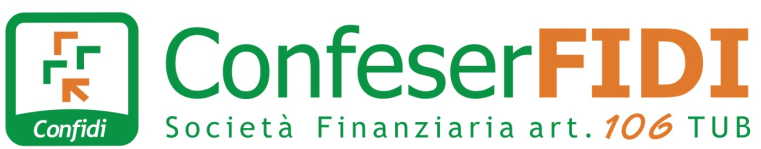 ConfeserFIDI
Confidi
Società Finanziaria art. 106 TUB